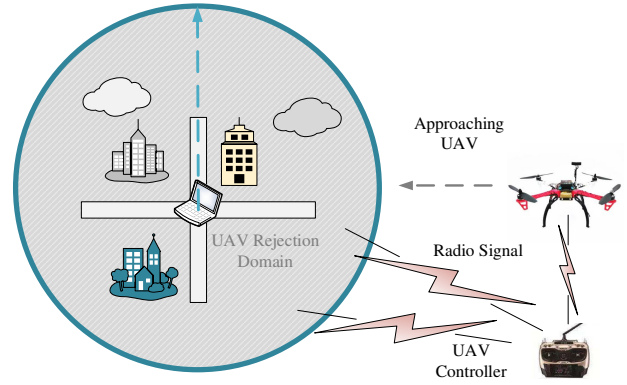 Approaching
UAV
UAV Rejection
Domain
Radio Signal
UAV
Controller